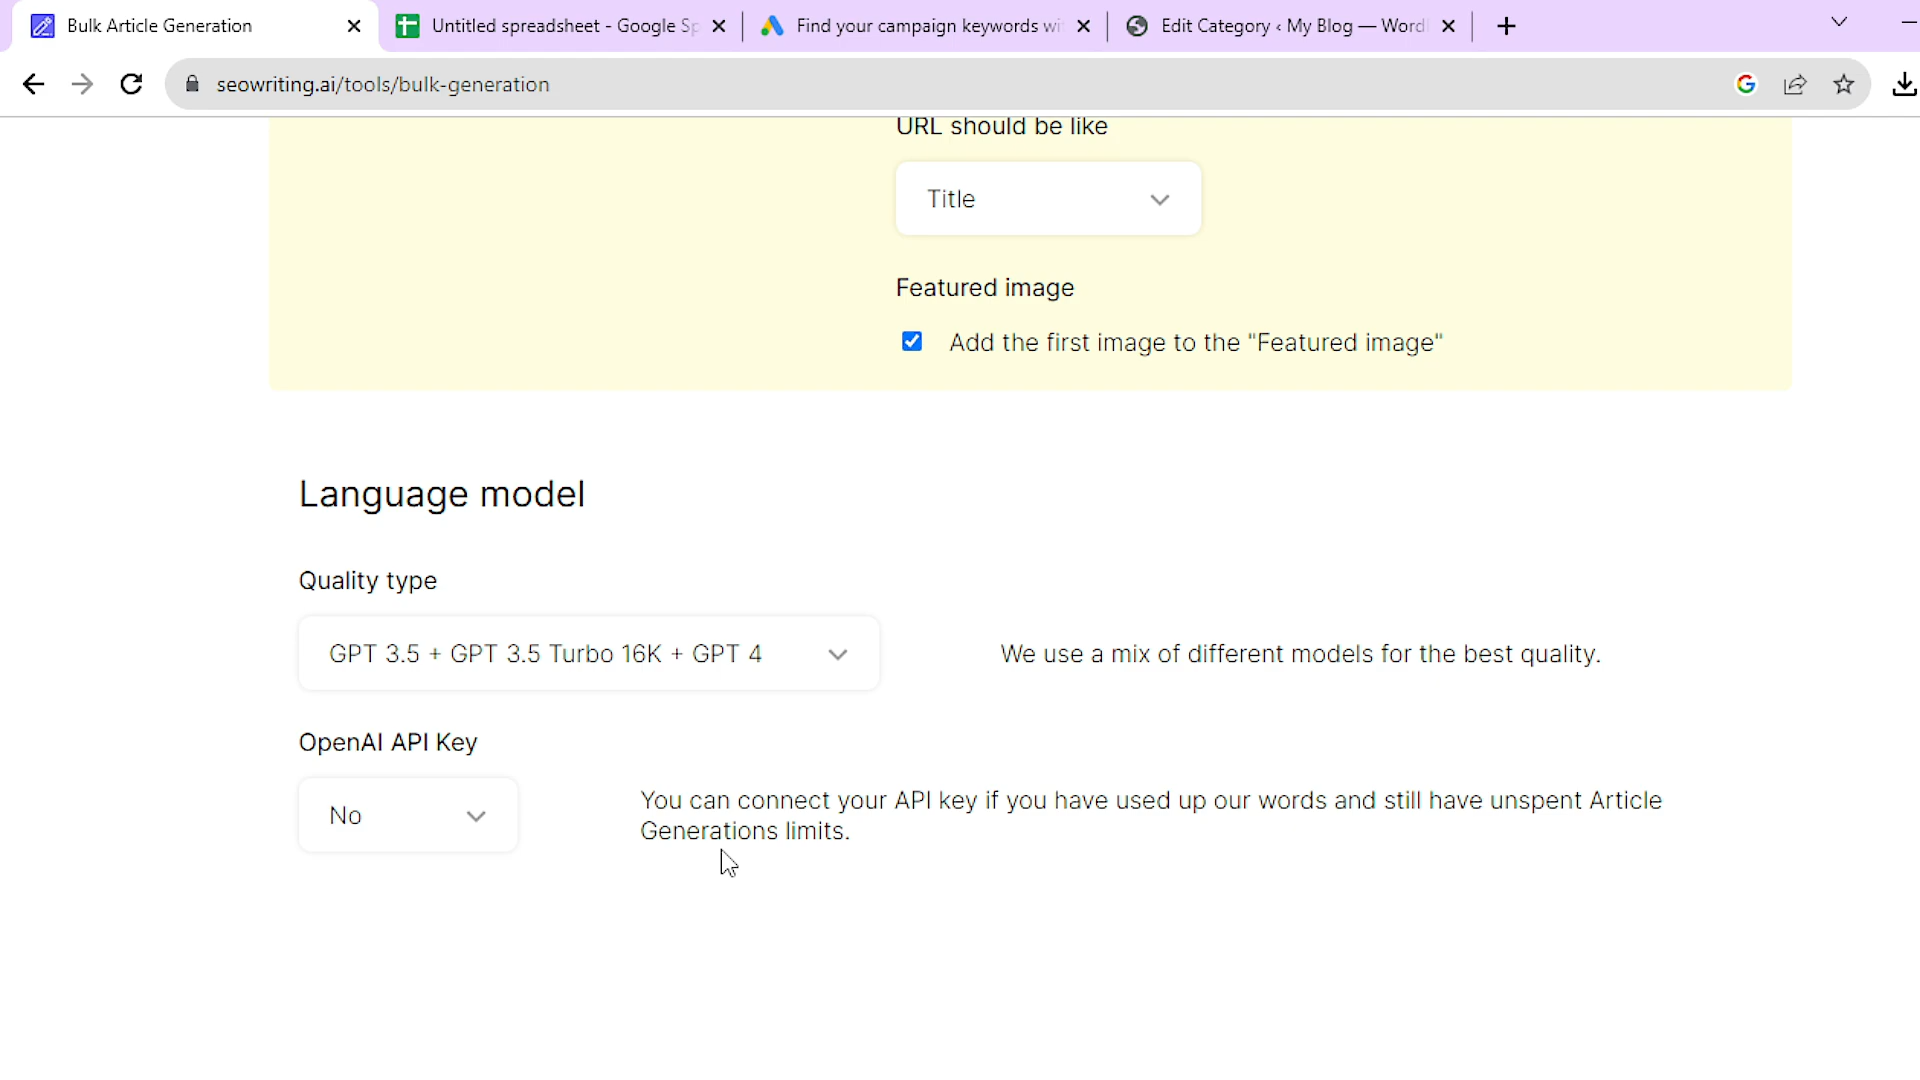 Bulk Article Generation
Untitled spreadsheet - Google Sp
Find your campaign keywords wi
Edit Category ‹ My Blog — Word
seowriting.ai/tools/bulk-generation
URL should be like
Title
Featured image
Add the first image to the "Featured image"
Language model
Quality type
GPT 3.5 + GPT 3.5 Turbo 16K + GPT 4
We use a mix of different models for the best quality.
OpenAI API Key
No
You can connect your API key if you have used up our words and still have unspent Article
Generations limits.